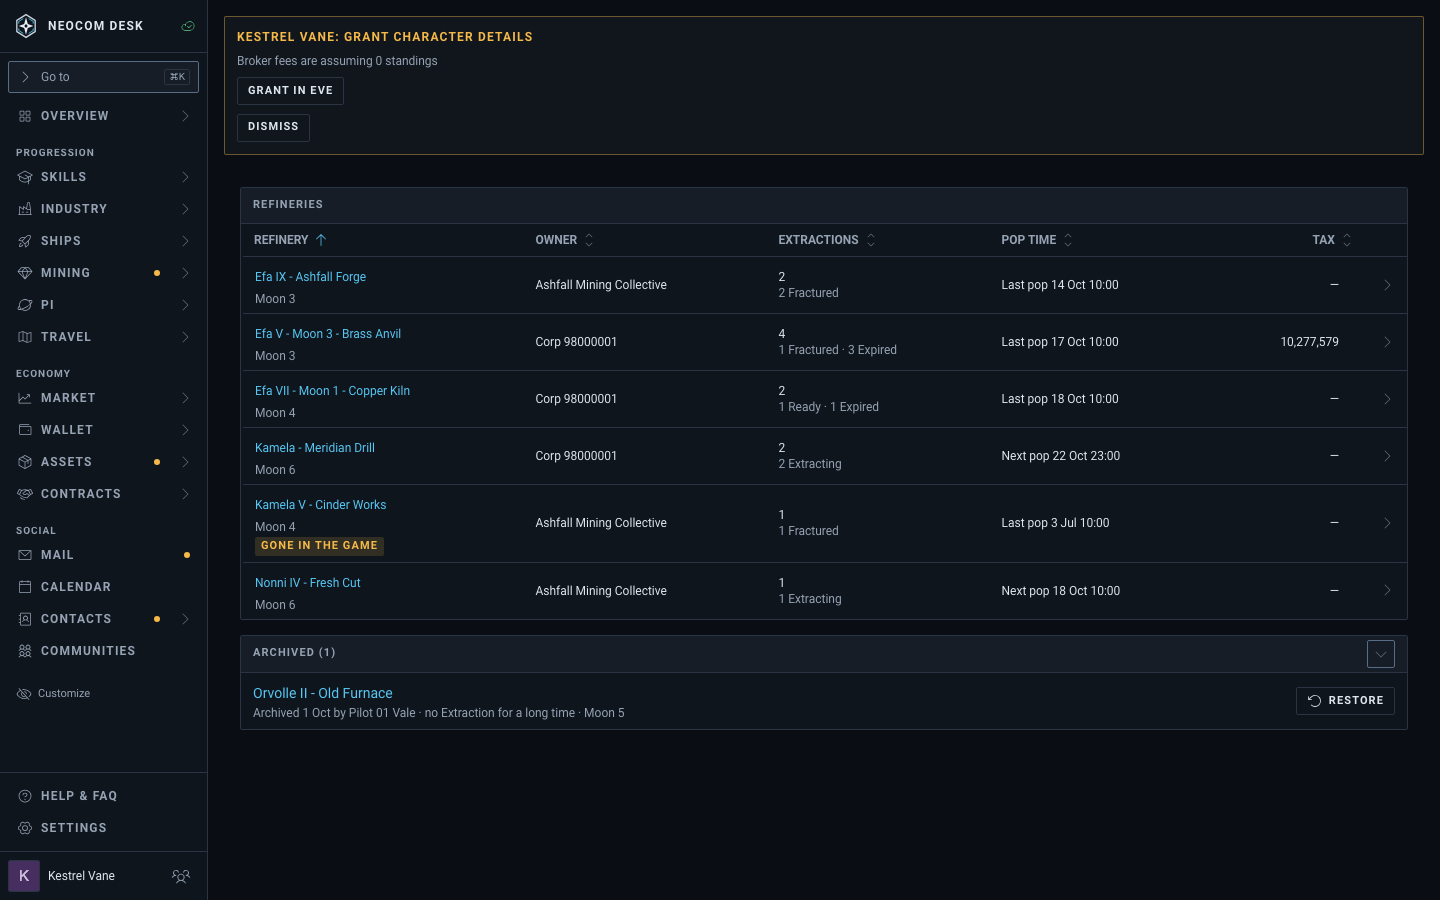 NEOCOM DESK
Go to
⌘K
OVERVIEW
PROGRESSION
SKILLS
INDUSTRY
SHIPS
MINING
PI
TRAVEL
ECONOMY
MARKET
WALLET
ASSETS
CONTRACTS
SOCIAL
MAIL
CALENDAR
CONTACTS
COMMUNITIES
Customize
HELP & FAQ
SETTINGS
K
Kestrel Vane
KESTREL VANE: GRANT CHARACTER DETAILS
Broker fees are assuming 0 standings
GRANT IN EVE
DISMISS
REFINERIES
REFINERY OWNER EXTRACTIONS POP TIME TAX
Efa IX - Ashfall Forge
Moon 3
Ashfall Mining Collective
2
2 Fractured
Last pop 14 Oct 10:00
—
Efa V - Moon 3 - Brass Anvil
Moon 3
Corp 98000001
4
1 Fractured · 3 Expired
Last pop 17 Oct 10:00
10,277,579
Efa VII - Moon 1 - Copper Kiln
Moon 4
Corp 98000001
2
1 Ready · 1 Expired
Last pop 18 Oct 10:00
—
Kamela - Meridian Drill
Moon 6
Corp 98000001
2
2 Extracting
Next pop 22 Oct 23:00
—
Kamela V - Cinder Works
Moon 4
GONE IN THE GAME
Ashfall Mining Collective
1
1 Fractured
Last pop 3 Jul 10:00
—
Nonni IV - Fresh Cut
Moon 6
Ashfall Mining Collective
1
1 Extracting
Next pop 18 Oct 10:00
—
ARCHIVED (1)
Orvolle II - Old Furnace
Archived 1 Oct by Pilot 01 Vale · no Extraction for a long time · Moon 5
RESTORE